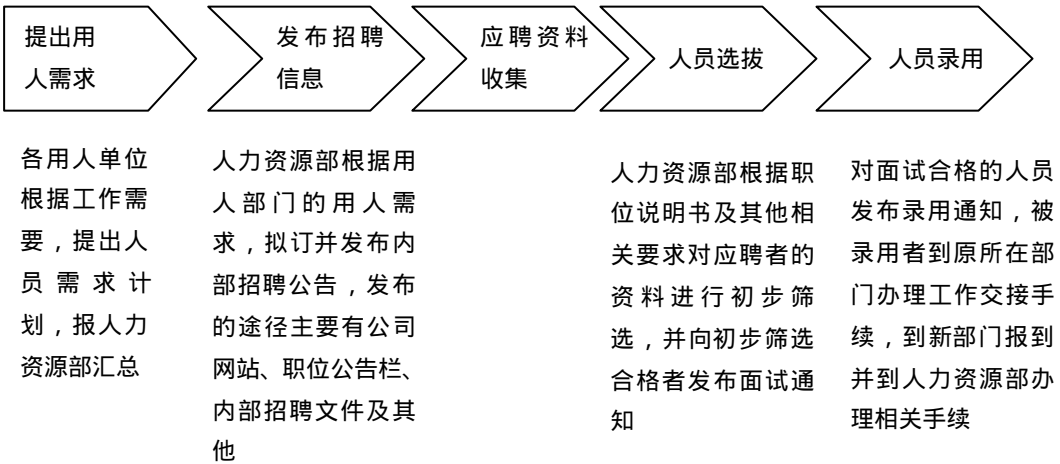 提出用
人需求
发布招聘
信息
应聘资料
收集
人员选拔
人员录用
各用人单位
根据工作需
要，提出人
员需求计
划，报人力
资源部汇总
人力资源部根据用
人部门的用人需
求，拟订并发布内
部招聘公告，发布
的途径主要有公司
网站、职位公告栏、
内部招聘文件及其
他
人力资源部根据职
位说明书及其他相
关要求对应聘者的
资料进行初步筛
选，并向初步筛选
合格者发布面试通
知
对面试合格的人员
发布录用通知，被
录用者到原所在部
门办理工作交接手
续，到新部门报到
并到人力资源部办
理相关手续